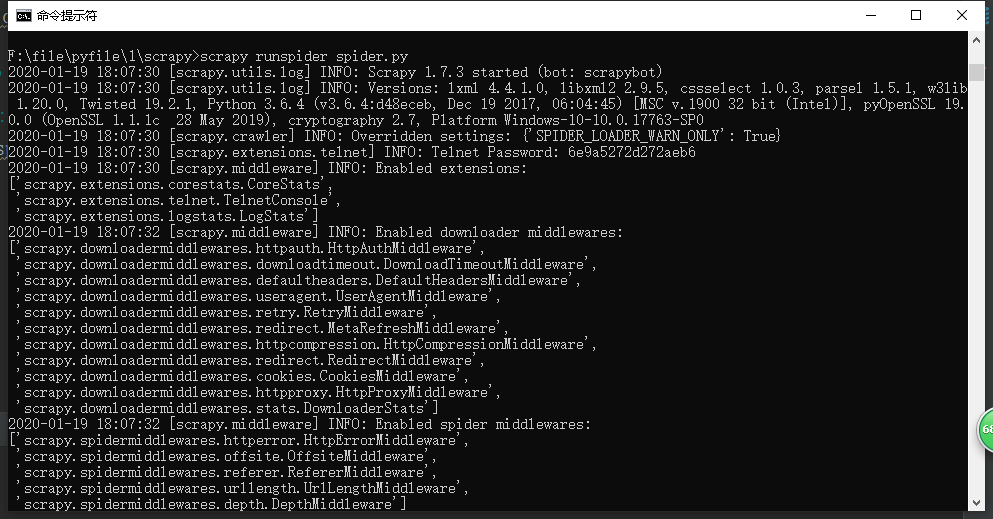 命令提示符
F:\file\pyfile\1\scrapy>scrapy runspider spider.py
2020-01-19 18:07:30 [scrapy.utils.log] INFO: Scrapy 1.7.3 started (bot: scrapybot)
2020-01-19 18:07:30 [scrapy.utils.log] INFO: Versions: lxml 4.4.1.0, libxml2 2.9.5, cssselect 1.0.3, parsel 1.5.1, w3lib
 1.20.0, Twisted 19.2.1, Python 3.6.4 (v3.6.4:d48eceb, Dec 19 2017, 06:04:45) [MSC v.1900 32 bit (Intel)], pyOpenSSL 19.
0.0 (OpenSSL 1.1.1c  28 May 2019), cryptography 2.7, Platform Windows-10-10.0.17763-SP0
2020-01-19 18:07:30 [scrapy.crawler] INFO: Overridden settings: {'SPIDER_LOADER_WARN_ONLY': True}
2020-01-19 18:07:30 [scrapy.extensions.telnet] INFO: Telnet Password: 6e9a5272d272aeb6
2020-01-19 18:07:30 [scrapy.middleware] INFO: Enabled extensions:
['scrapy.extensions.corestats.CoreStats',
 'scrapy.extensions.telnet.TelnetConsole',
 'scrapy.extensions.logstats.LogStats']
2020-01-19 18:07:32 [scrapy.middleware] INFO: Enabled downloader middlewares:
['scrapy.downloadermiddlewares.httpauth.HttpAuthMiddleware',
 'scrapy.downloadermiddlewares.downloadtimeout.DownloadTimeoutMiddleware',
 'scrapy.downloadermiddlewares.defaultheaders.DefaultHeadersMiddleware',
 'scrapy.downloadermiddlewares.useragent.UserAgentMiddleware',
 'scrapy.downloadermiddlewares.retry.RetryMiddleware',
 'scrapy.downloadermiddlewares.redirect.MetaRefreshMiddleware',
 'scrapy.downloadermiddlewares.httpcompression.HttpCompressionMiddleware',
 'scrapy.downloadermiddlewares.redirect.RedirectMiddleware',
 'scrapy.downloadermiddlewares.cookies.CookiesMiddleware',
 'scrapy.downloadermiddlewares.httpproxy.HttpProxyMiddleware',
 'scrapy.downloadermiddlewares.stats.DownloaderStats']
2020-01-19 18:07:32 [scrapy.middleware] INFO: Enabled spider middlewares:
['scrapy.spidermiddlewares.httperror.HttpErrorMiddleware',
 'scrapy.spidermiddlewares.offsite.OffsiteMiddleware',
 'scrapy.spidermiddlewares.referer.RefererMiddleware',
 'scrapy.spidermiddlewares.urllength.UrlLengthMiddleware',
 'scrapy.spidermiddlewares.depth.DepthMiddleware']